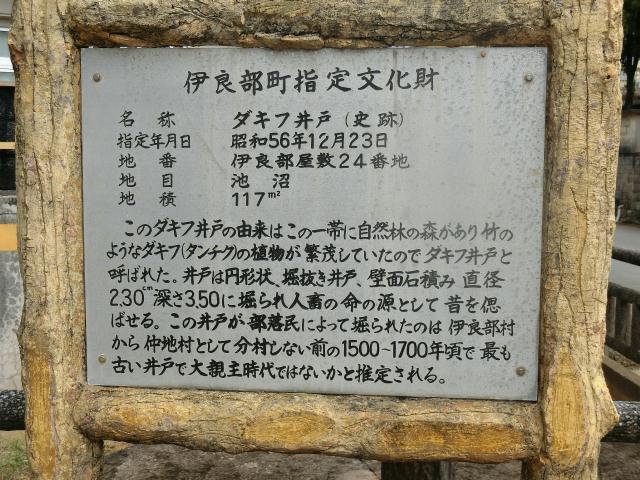 伊良部町指定文化財
名称 ダキフ井戸(史跡)
指定年月日 昭和56年12月23日
地番 伊良部屋敷24番地
地目 池沼
地積 117m²
このダキフ井戸の由来はこの一帯に自然林の森があり竹の
ようなダキフ(タンチク)の植物が繁茂していたのでダキフ井戸と
呼ばれた。井戸は円形状、堀抜き井戸、壁面石積み 直径
2.30cm深さ3.50に堀られ人畜の命の源として昔を偲
ばせる。この井戸が部落民によって堀られたのは伊良部村
から仲地村として分村しない前の1500~1700年頃で最も
古い井戸で大親主時代ではないかと推定される。